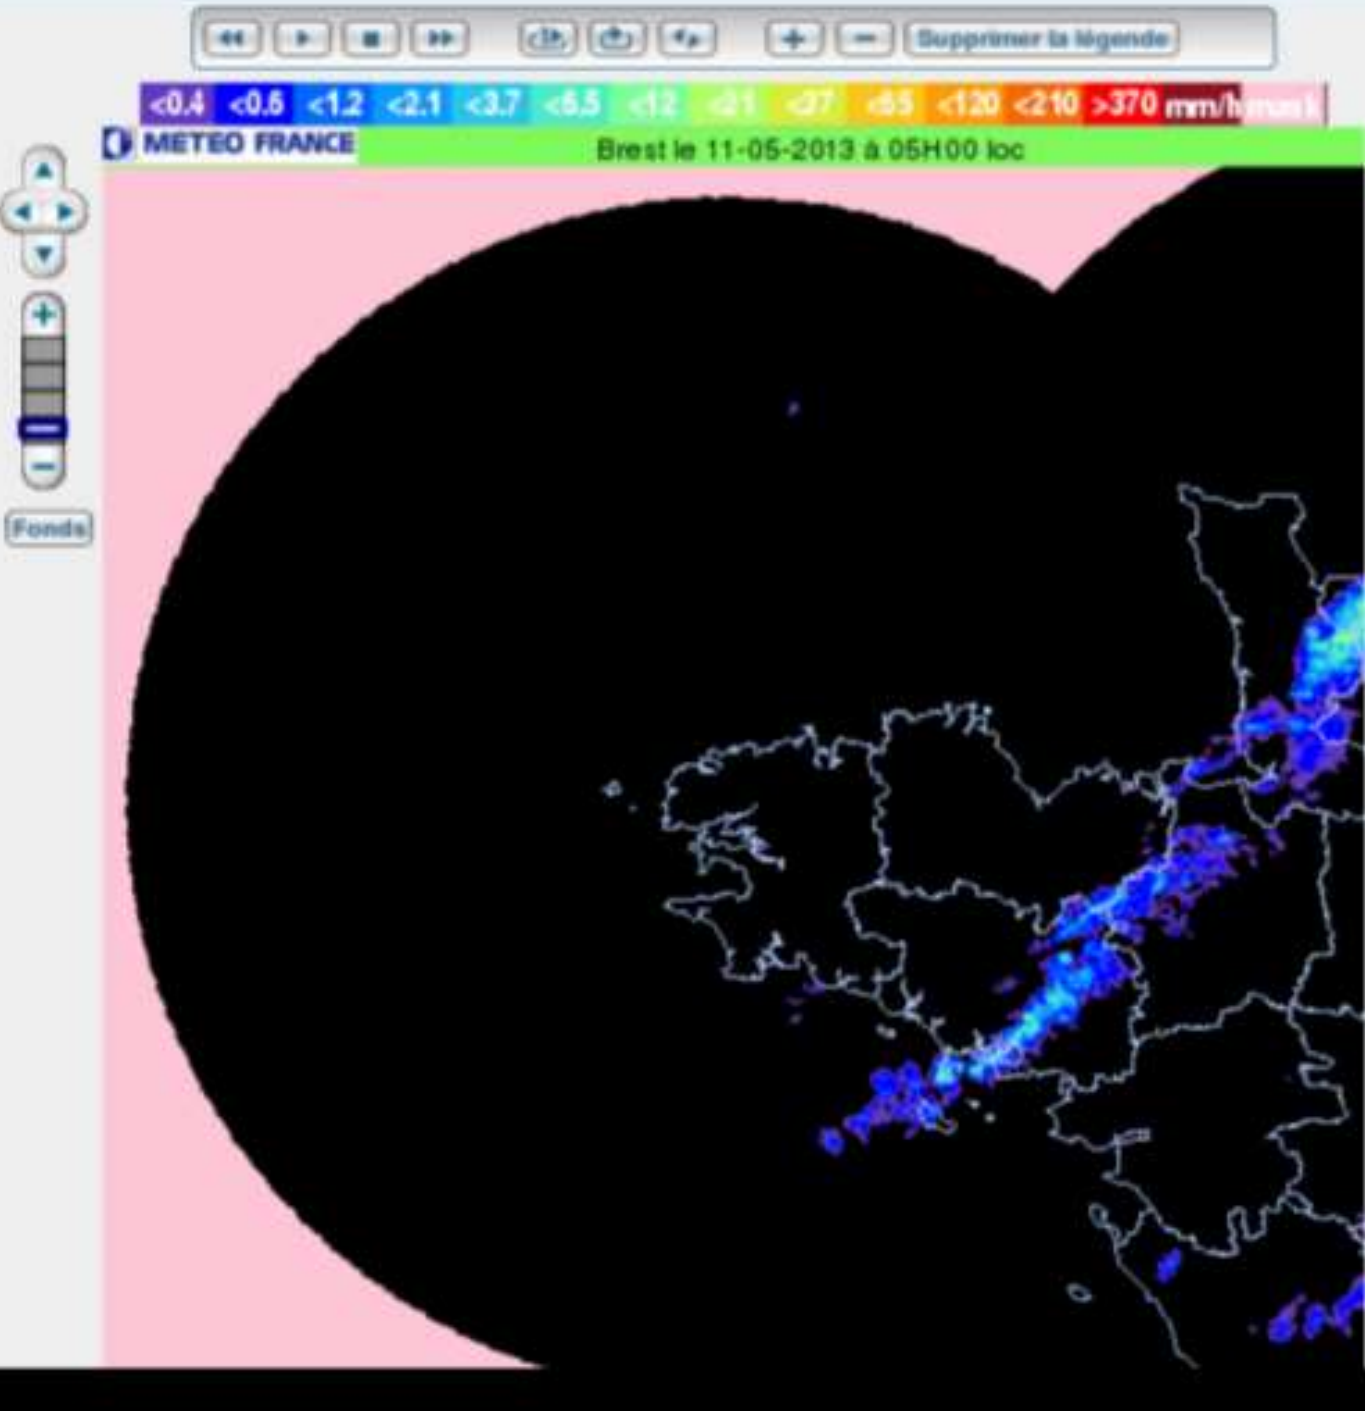 Supprimer la légende
<0.4 <0.6 <1.2 <2.1 <3.7 <6.5 <12 <21 <37 <65 <120 <210 >370 mm/h mask
METEO FRANCE
Brest le 11-05-2013 à 05H00 loc
Fonds